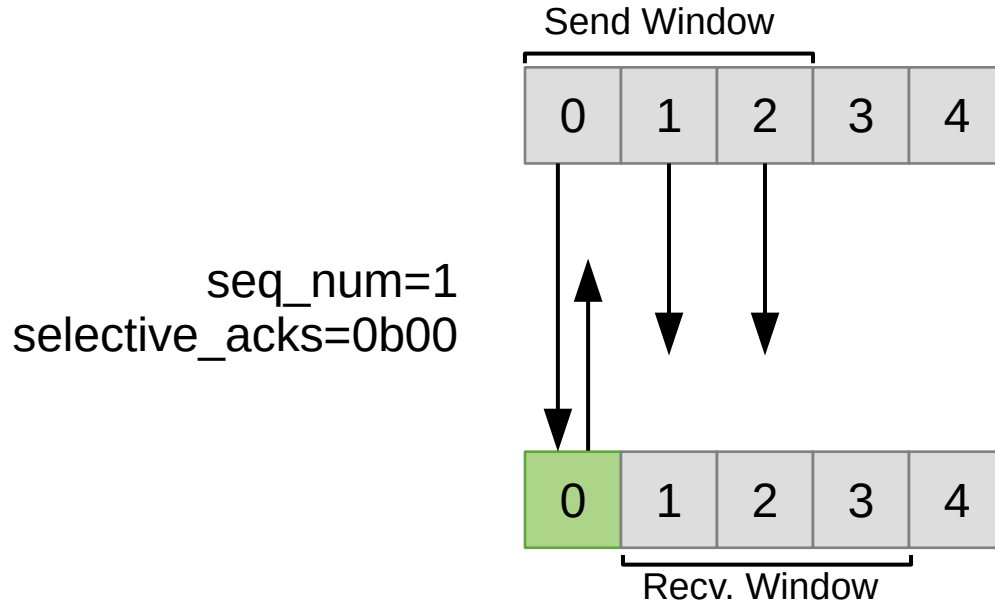 Send Window
0 1 2 3 4
seq_num=1
selective_acks=0b00
0 1 2 3 4
Recv. Window